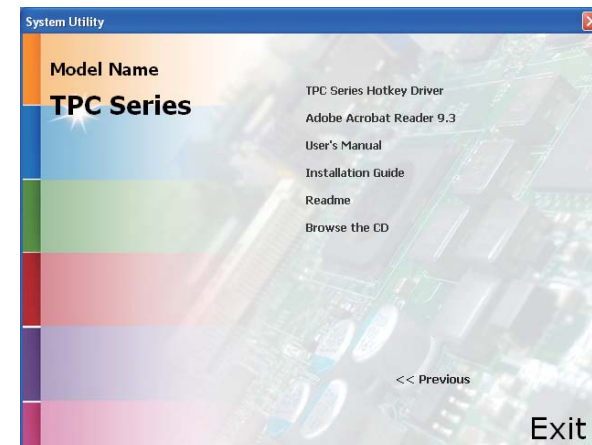 System Utility
Model Name
TPC Series
TPC Series Hotkey Driver
Adobe Acrobat Reader 9.3
User's Manual
Installation Guide
Readme
Browse the CD
<< Previous
Exit